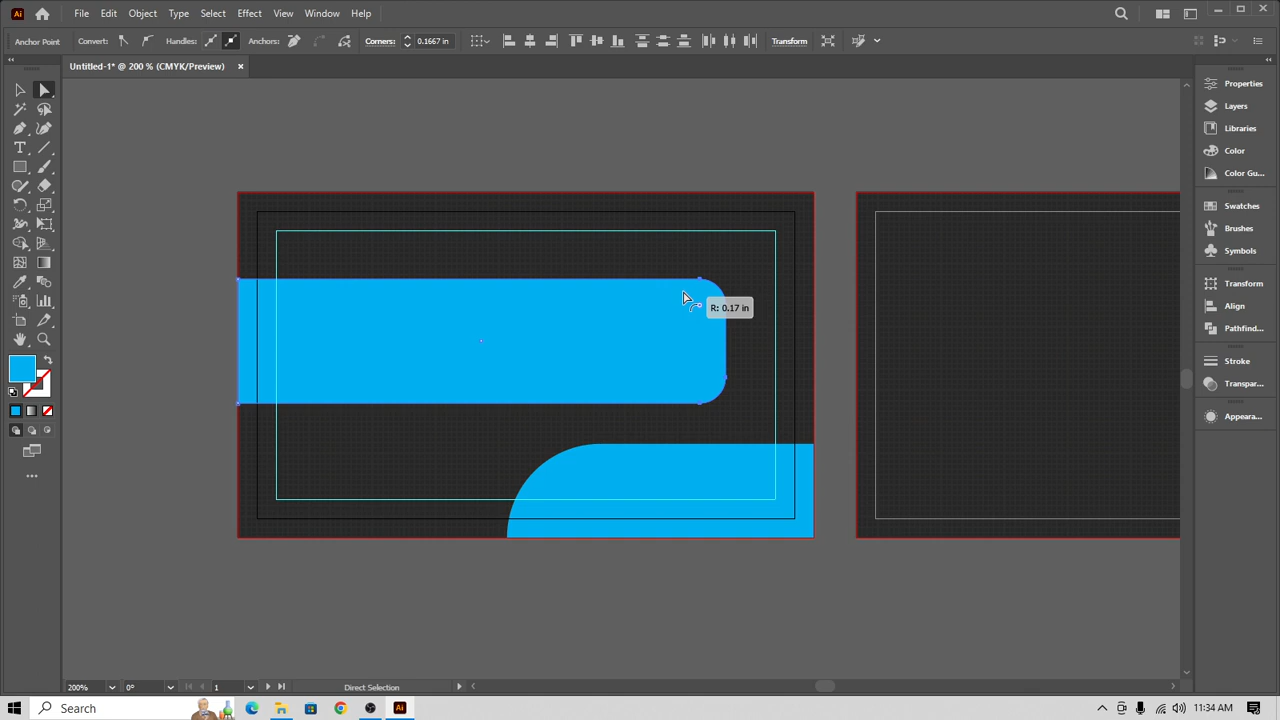 Ai File Edit Object Type Select Effect View Window Help
Anchor Point Convert: Handles: Anchors: Corners: 0.1667 in Transform
Untitled-1* @ 200 % (CMYK/Preview) ×
Properties
Layers
Libraries
Color
Color Gu...
Swatches
Brushes
Symbols
Transform
Align
Pathfind...
Stroke
Transpar...
Appeara...
R: 0.17 in
200% 0° 1 Direct Selection
Search Ai 11:34 AM